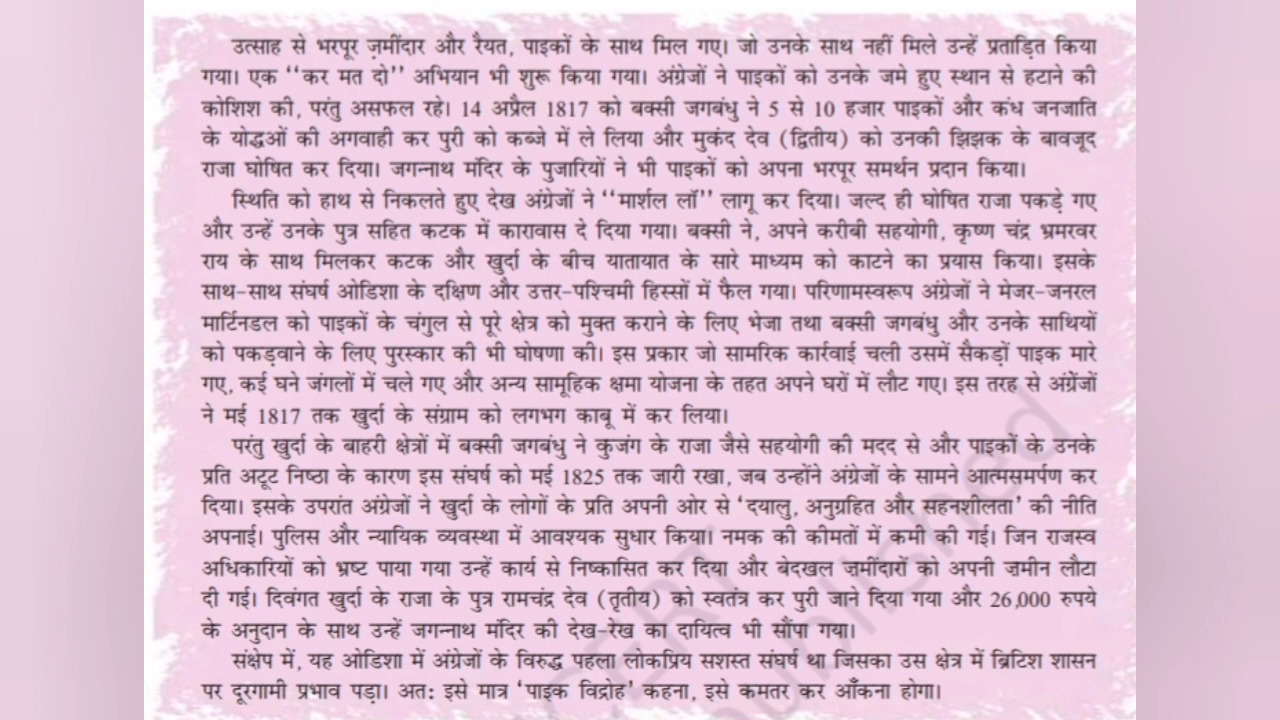 उत्साह से भरपूर ज़मींदार और रैयत, पाइकों के साथ मिल गए। जो उनके साथ नहीं मिले उन्हें प्रताड़ित किया
गया। एक ‘‘कर मत दो’’ अभियान भी शुरू किया गया। अंग्रेजों ने पाइकों को उनके जमे हुए स्थान से हटाने की
कोशिश की, परंतु असफल रहे। 14 अप्रैल 1817 को बक्सी जगबंधु ने 5 से 10 हजार पाइकों और कंध जनजाति
के योद्धओं की अगवाही कर पुरी को कब्जे में ले लिया और मुकंद देव (द्वितीय) को उनकी झिझक के बावजूद
राजा घोषित कर दिया। जगन्नाथ मंदिर के पुजारियों ने भी पाइकों को अपना भरपूर समर्थन प्रदान किया।
स्थिति को हाथ से निकलते हुए देख अंग्रेजों ने ‘‘मार्शल लॉ’’ लागू कर दिया। जल्द ही घोषित राजा पकड़े गए
और उन्हें उनके पुत्र सहित कटक में कारावास दे दिया गया। बक्सी ने, अपने करीबी सहयोगी, कृष्ण चंद्र भ्रमरवर
राय के साथ मिलकर कटक और खुर्दा के बीच यातायात के सारे माध्यम को काटने का प्रयास किया। इसके
साथ-साथ संघर्ष ओडिशा के दक्षिण और उत्तर-पश्चिमी हिस्सों में फैल गया। परिणामस्वरूप अंग्रेजों ने मेजर-जनरल
मार्टिनडल को पाइकों के चंगुल से पूरे क्षेत्र को मुक्त कराने के लिए भेजा तथा बक्सी जगबंधु और उनके साथियों
को पकड़वाने के लिए पुरस्कार की भी घोषणा की। इस प्रकार जो सामरिक कार्रवाई चली उसमें सैकड़ों पाइक मारे
गए, कई घने जंगलों में चले गए और अन्य सामूहिक क्षमा योजना के तहत अपने घरों में लौट गए। इस तरह से अंग्रेजों
ने मई 1817 तक खुर्दा के संग्राम को लगभग काबू में कर लिया।
परंतु खुर्दा के बाहरी क्षेत्रों में बक्सी जगबंधु ने कुजंग के राजा जैसे सहयोगी की मदद से और पाइकों के उनके
प्रति अटूट निष्ठा के कारण इस संघर्ष को मई 1825 तक जारी रखा, जब उन्होंने अंग्रेजों के सामने आत्मसमर्पण कर
दिया। इसके उपरांत अंग्रेजों ने खुर्दा के लोगों के प्रति अपनी ओर से ‘दयालु, अनुग्रहित और सहनशीलता’ की नीति
अपनाई। पुलिस और न्यायिक व्यवस्था में आवश्यक सुधार किया। नमक की कीमतों में कमी की गई। जिन राजस्व
अधिकारियों को भ्रष्ट पाया गया उन्हें कार्य से निष्कासित कर दिया और बेदखल ज़मींदारों को अपनी ज़मीन लौटा
दी गई। दिवंगत खुर्दा के राजा के पुत्र रामचंद्र देव (तृतीय) को स्वतंत्र कर पुरी जाने दिया गया और 26,000 रुपये
के अनुदान के साथ उन्हें जगन्नाथ मंदिर की देख-रेख का दायित्व भी सौंपा गया।
संक्षेप में, यह ओडिशा में अंग्रेजों के विरुद्ध पहला लोकप्रिय सशस्त संघर्ष था जिसका उस क्षेत्र में ब्रिटिश शासन
पर दूरगामी प्रभाव पड़ा। अतः इसे मात्र ‘पाइक विद्रोह’ कहना, इसे कमतर कर आँकना होगा।
NCERT
published